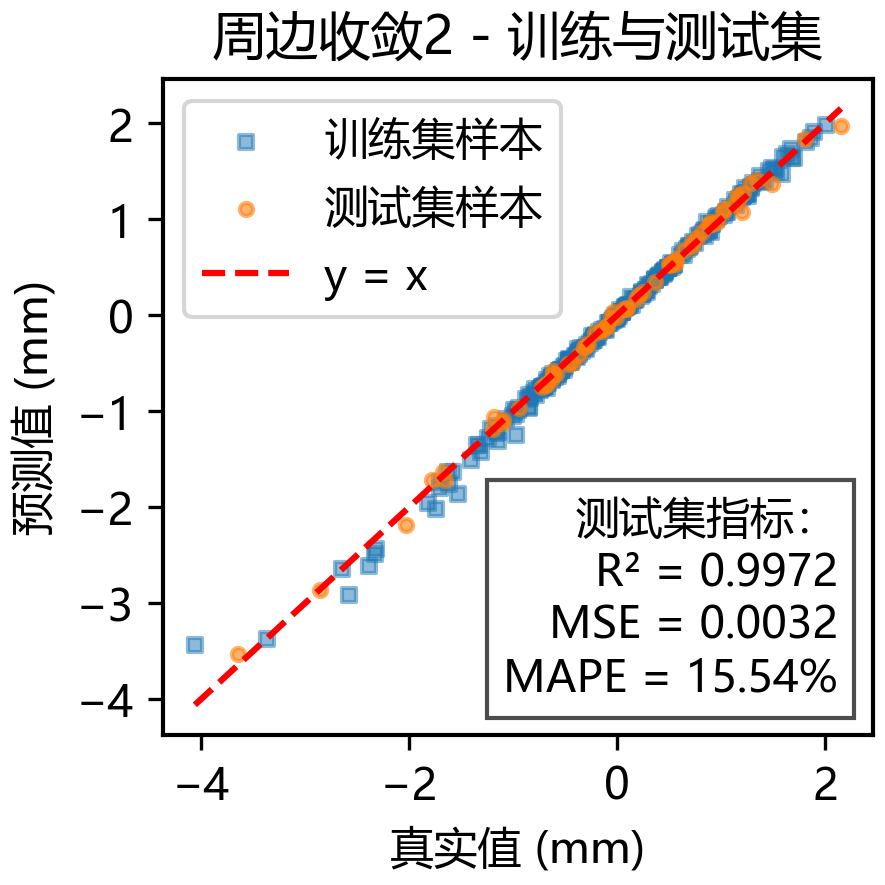 周边收敛2 - 训练与测试集
训练集样本
测试集样本
y = x
2
1
0
−1
−2
−3
−4
预测值 (mm)
测试集指标：
R² = 0.9972
MSE = 0.0032
MAPE = 15.54%
−4
−2
0
2
真实值 (mm)